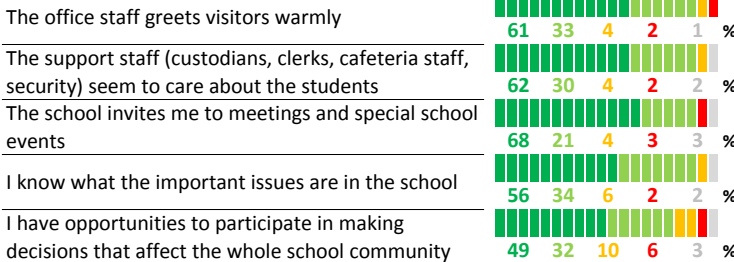 The office staff greets visitors warmly
61 33 4 2 1 %
The support staff (custodians, clerks, cafeteria staff,
security) seem to care about the students
62 30 4 2 2 %
The school invites me to meetings and special school
events
68 21 4 3 3 %
I know what the important issues are in the school
56 34 6 2 2 %
I have opportunities to participate in making
decisions that affect the whole school community
49 32 10 6 3 %